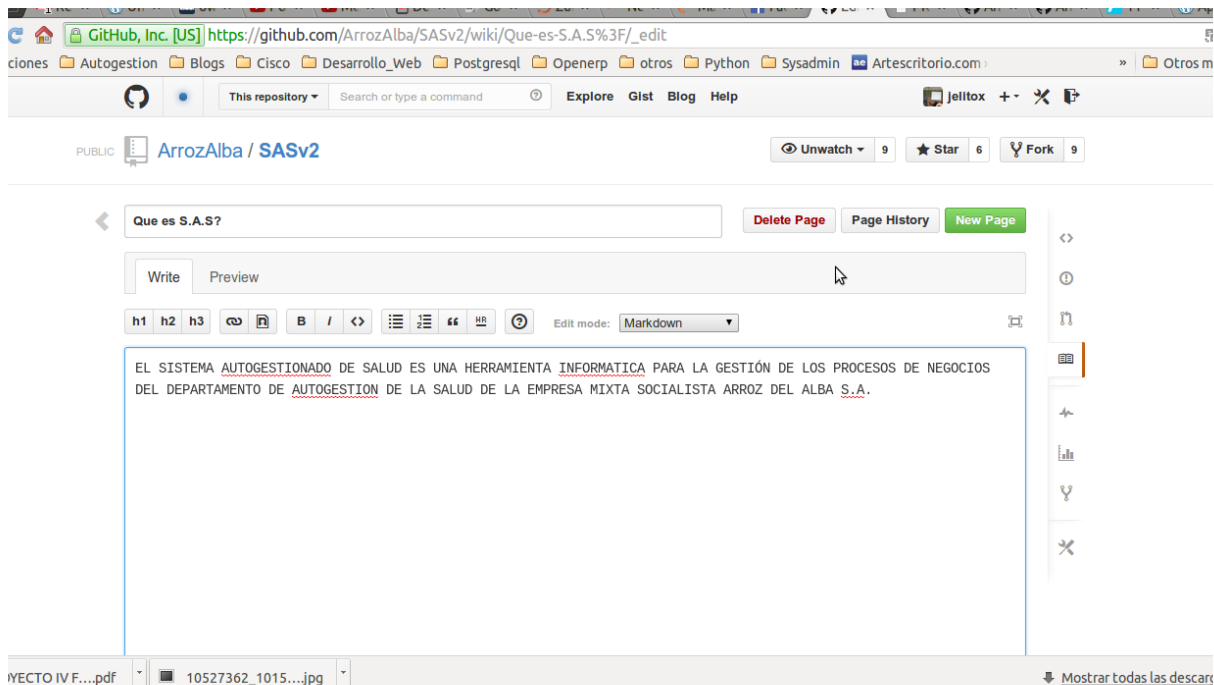 GitHub, Inc. [US] https://github.com/ArrozAlba/SASv2/wiki/Que-es-S.A.S%3F/_edit
ciones Autogestion Blogs Cisco Desarrollo_Web Postgresql Openerp otros Python Sysadmin ae Artescritorio.com » Otros m
This repository Search or type a command Explore Gist Blog Help jelitox
PUBLIC ArrozAlba / SASv2 Unwatch 9 Star 6 Fork 9
Que es S.A.S? Delete Page Page History New Page
Write Preview
h1 h2 h3 B I <> “ HR ? Edit mode: Markdown
EL SISTEMA AUTOGESTIONADO DE SALUD ES UNA HERRAMIENTA INFORMATICA PARA LA GESTIÓN DE LOS PROCESOS DE NEGOCIOS
DEL DEPARTAMENTO DE AUTOGESTION DE LA SALUD DE LA EMPRESA MIXTA SOCIALISTA ARROZ DEL ALBA S.A.
OYECTO IV F....pdf 10527362_1015....jpg Mostrar todas las descarg